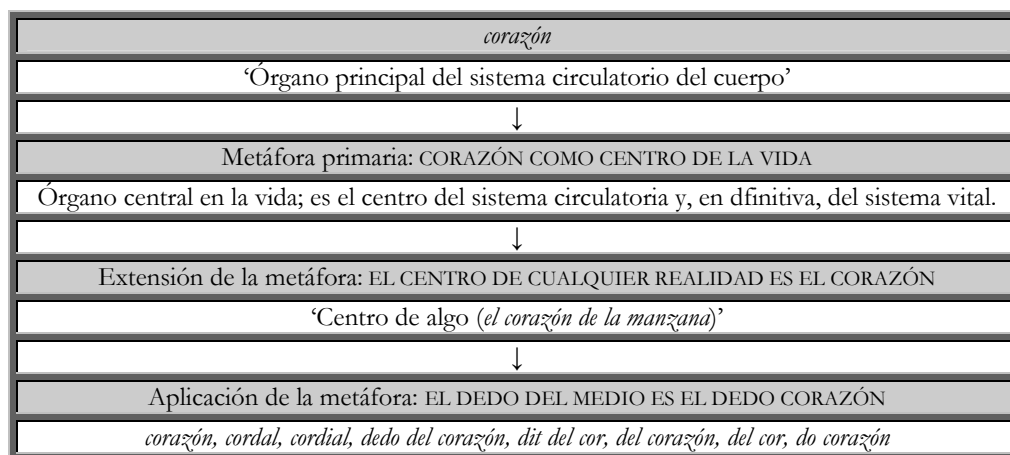 corazón
‘Órgano principal del sistema circulatorio del cuerpo’
↓
Metáfora primaria: CORAZÓN COMO CENTRO DE LA VIDA
Órgano central en la vida; es el centro del sistema circulatoria y, en dfinitiva, del sistema vital.
↓
Extensión de la metáfora: EL CENTRO DE CUALQUIER REALIDAD ES EL CORAZÓN
‘Centro de algo (el corazón de la manzana)’
↓
Aplicación de la metáfora: EL DEDO DEL MEDIO ES EL DEDO CORAZÓN
corazón, cordal, cordial, dedo del corazón, dit del cor, del corazón, del cor, do corazón